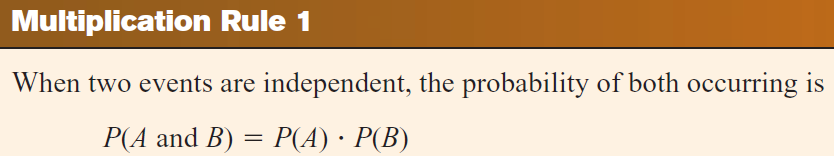 Multiplication Rule 1
When two events are independent, the probability of both occurring is
P(A and B) = P(A) · P(B)